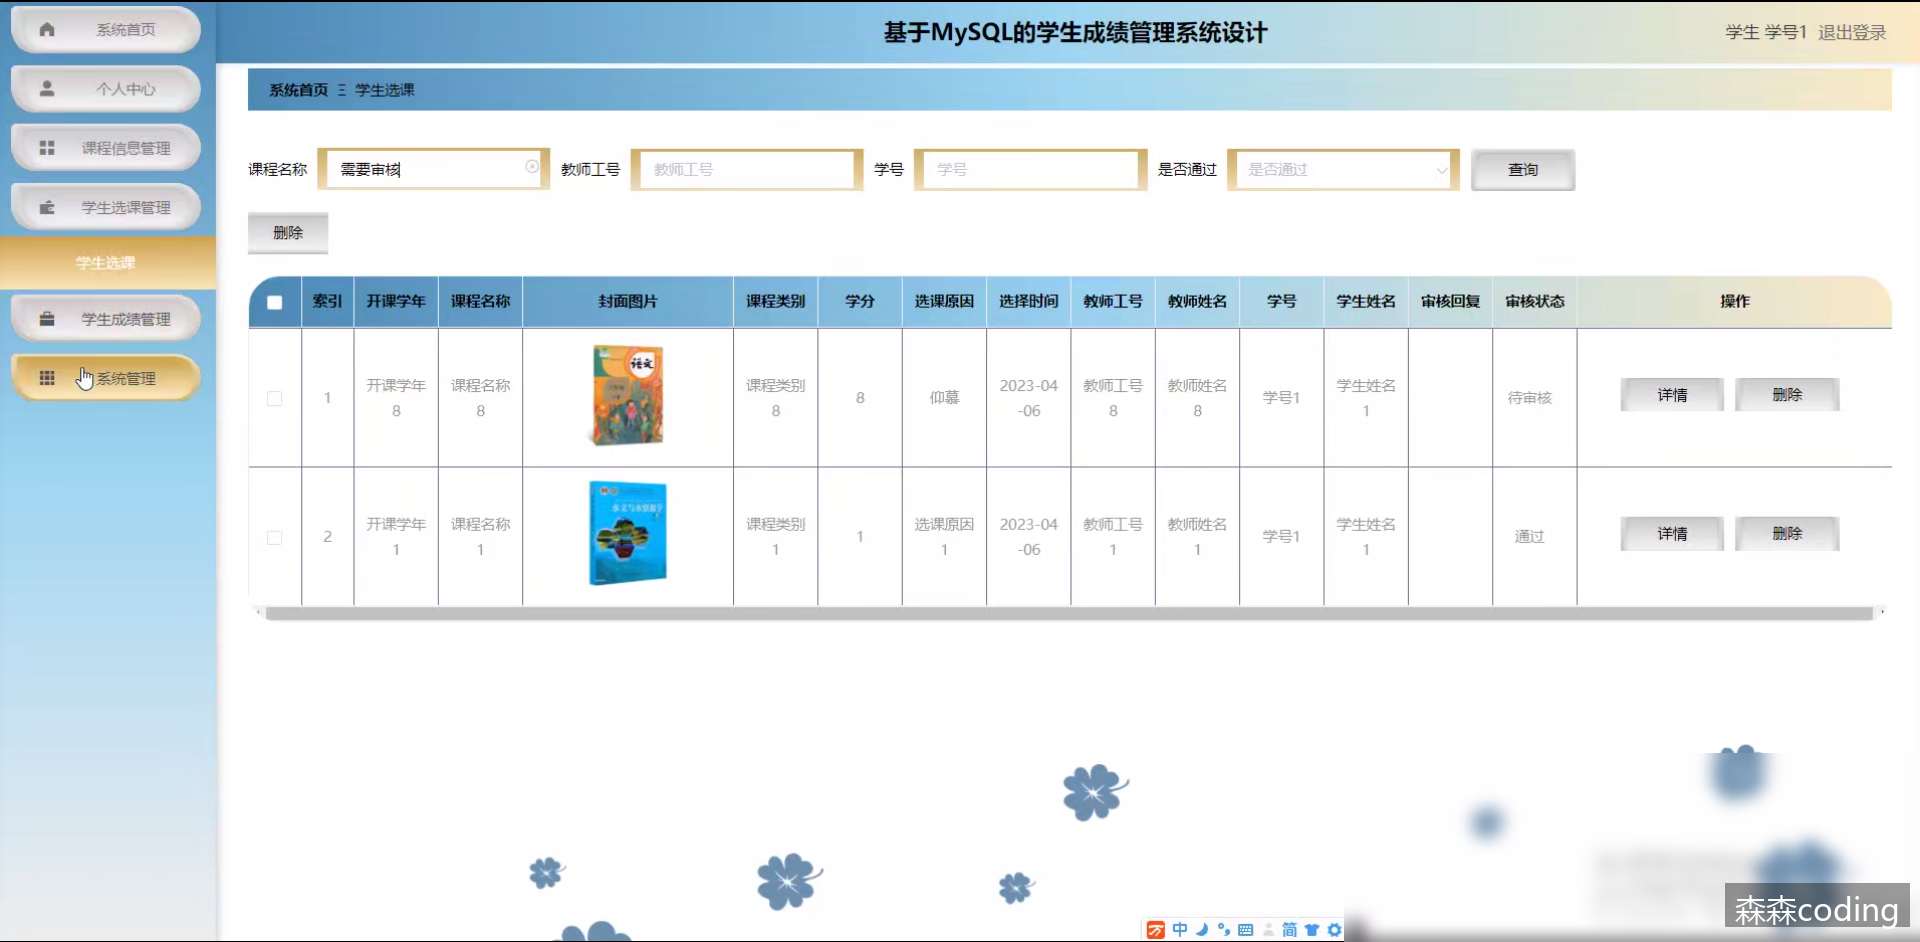 系统首页
个人中心
课程信息管理
学生选课管理
学生选课
学生成绩管理
系统管理
基于MySQL的学生成绩管理系统设计
学生 学号1 退出登录
系统首页 Ξ 学生选课
课程名称 需要审核 教师工号 教师工号 学号 学号 是否通过 是否通过 查询
删除
索引 开课学年 课程名称 封面图片 课程类别 学分 选课原因 选择时间 教师工号 教师姓名 学号 学生姓名 审核回复 审核状态 操作
1 开课学年8 课程名称8 语文 课程类别8 8 仰慕 2023-04-06 教师工号8 教师姓名8 学号1 学生姓名1 待审核 详情 删除
2 开课学年1 课程名称1 课程类别1 1 选课原因1 2023-04-06 教师工号1 教师姓名1 学号1 学生姓名1 通过 详情 删除
中 简
森森coding